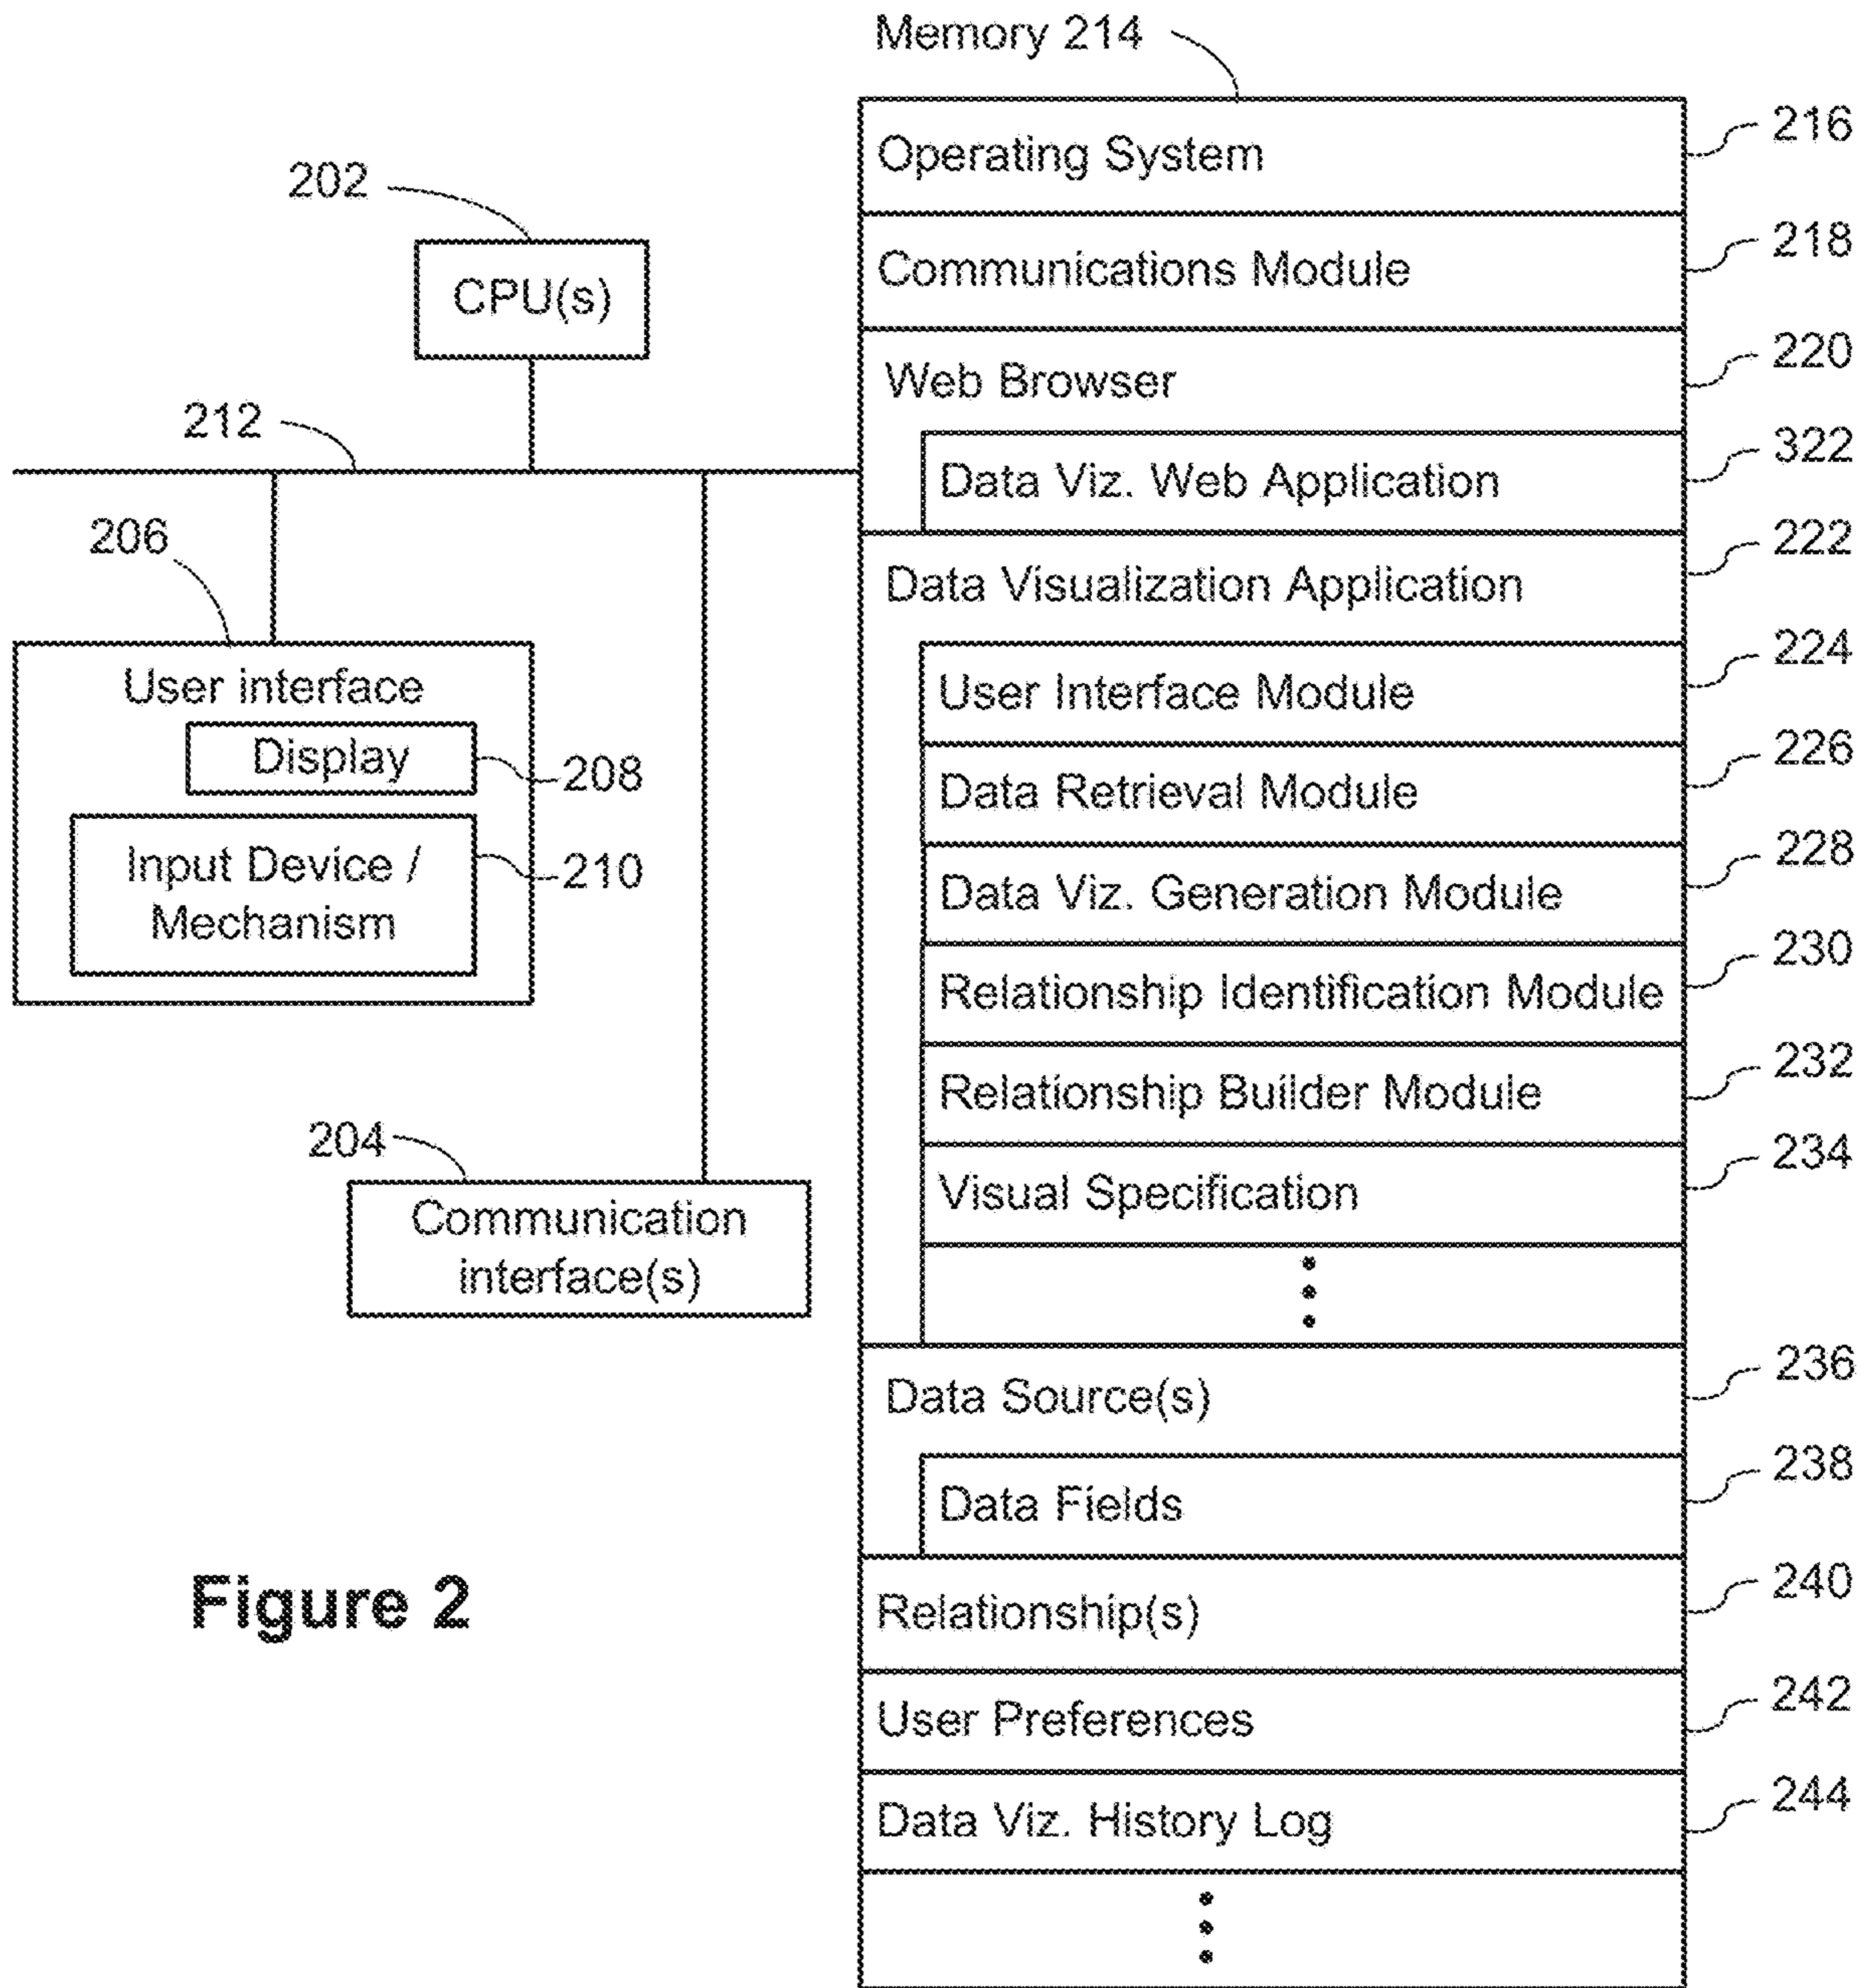 Memory 214
Operating System 216
202
CPU(s)
Communications Module 218
Web Browser 220
212
Data Viz. Web Application 322
206
Data Visualization Application 222
User interface
Display 208
Input Device /
Mechanism
210
User Interface Module 224
Data Retrieval Module 226
Data Viz. Generation Module 228
Relationship Identification Module 230
Relationship Builder Module 232
204
Communication
interface(s)
Visual Specification 234
Data Source(s) 236
Data Fields 238
Relationship(s) 240
User Preferences 242
Data Viz. History Log 244
Figure 2